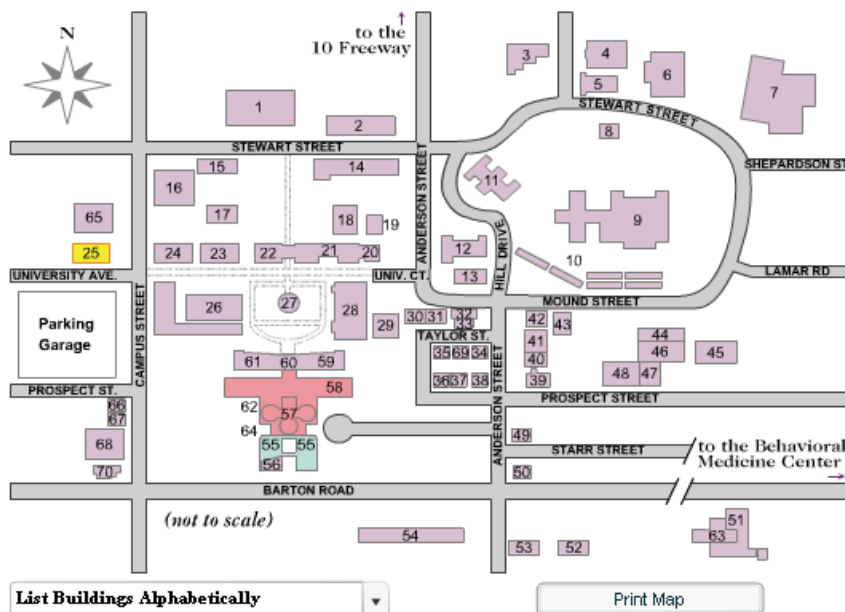 N
to the
10 Freeway
3
4
5
6
7
1
2
STEWART STREET
8
STEWART STREET
SHEPARDSON ST
15
14
16
11
17
18
19
9
65
ANDERSON STREET
25
24
23
22
21
20
12
10
13
HILL DRIVE
UNIVERSITY AVE.
UNIV. CT.
LAMAR RD
26
27
28
MOUND STREET
Parking
Garage
CAMPUS STREET
29
30
31
32
33
42
43
TAYLOR ST.
44
41
35
69
34
46
45
61
60
59
40
36
37
38
39
48
47
58
PROSPECT ST.
PROSPECT STREET
66
67
62
57
ANDERSON STREET
64
49
68
55
55
STARR STREET
to the Behavioral
Medicine Center
70
56
50
BARTON ROAD
(not to scale)
51
54
63
53
52
List Buildings Alphabetically
Print Map